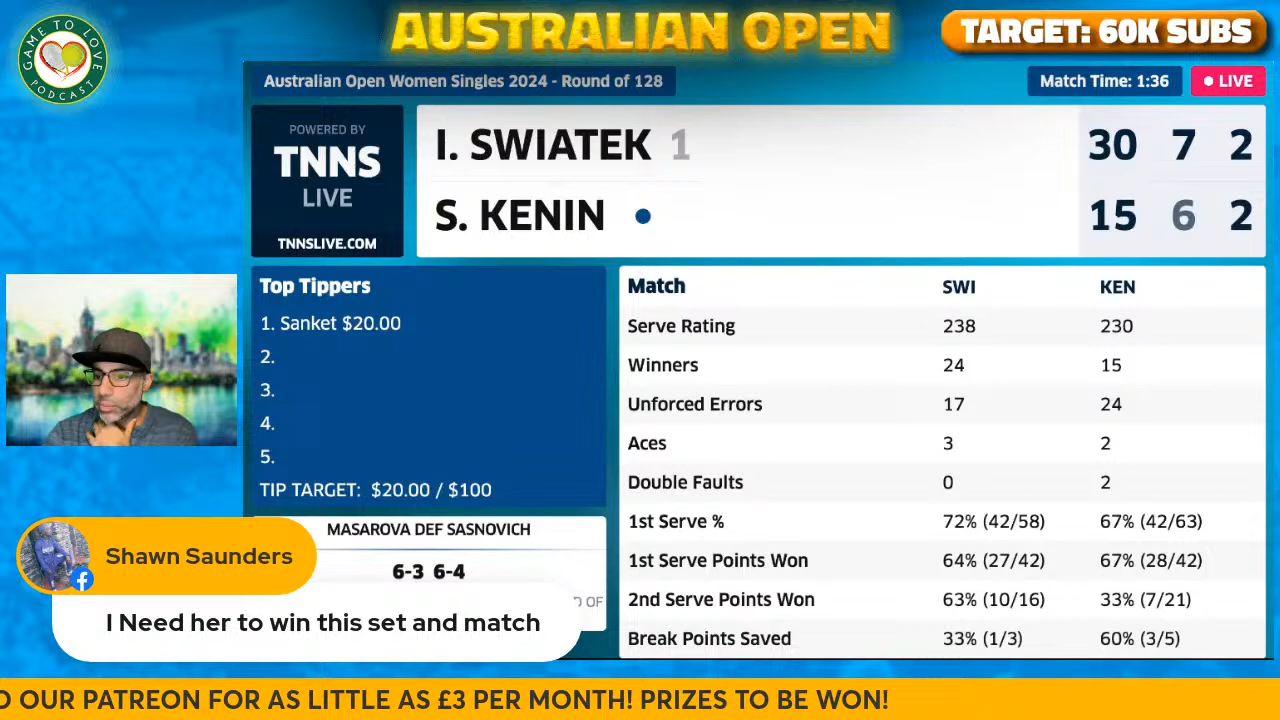 GAME TO LOVE
PODCAST
AUSTRALIAN OPEN
TARGET: 60K SUBS
Australian Open Women Singles 2024 - Round of 128
Match Time: 1:36
LIVE
POWERED BY
TNNS
LIVE
TNNSLIVE.COM
I. SWIATEK 1 30 7 2
S. KENIN 15 6 2
Top Tippers
1. Sanket $20.00
2.
3.
4.
5.
TIP TARGET: $20.00 / $100
MASAROVA DEF SASNOVICH
6-3 6-4
D OF
Match SWI KEN
Serve Rating 238 230
Winners 24 15
Unforced Errors 17 24
Aces 3 2
Double Faults 0 2
1st Serve % 72% (42/58) 67% (42/63)
1st Serve Points Won 64% (27/42) 67% (28/42)
2nd Serve Points Won 63% (10/16) 33% (7/21)
Break Points Saved 33% (1/3) 60% (3/5)
Shawn Saunders
I Need her to win this set and match
O OUR PATREON FOR AS LITTLE AS £3 PER MONTH! PRIZES TO BE WON!